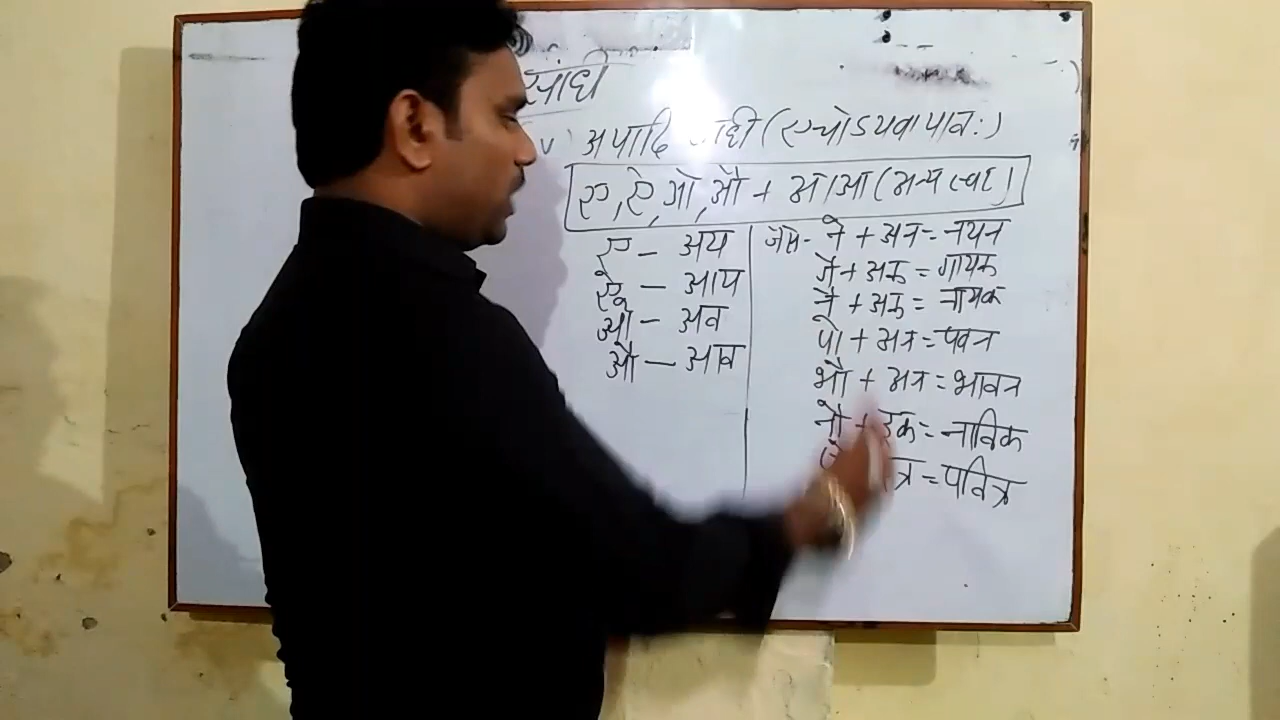 सांधी
v) अयादि धी (एचोऽयवायावः)
ए, ऐ, ओ, औ + अ/आ (अन्य स्वर)
ए - अय
ऐ - आय
ओ - अव
औ - आव
जैसे- ने + अन = नयन
गै + अक = गायक
नै + अक = नायक
पो + अन = पवन
भौ + अन = भावन
नौ + इक = नाविक
त्र = पवित्र